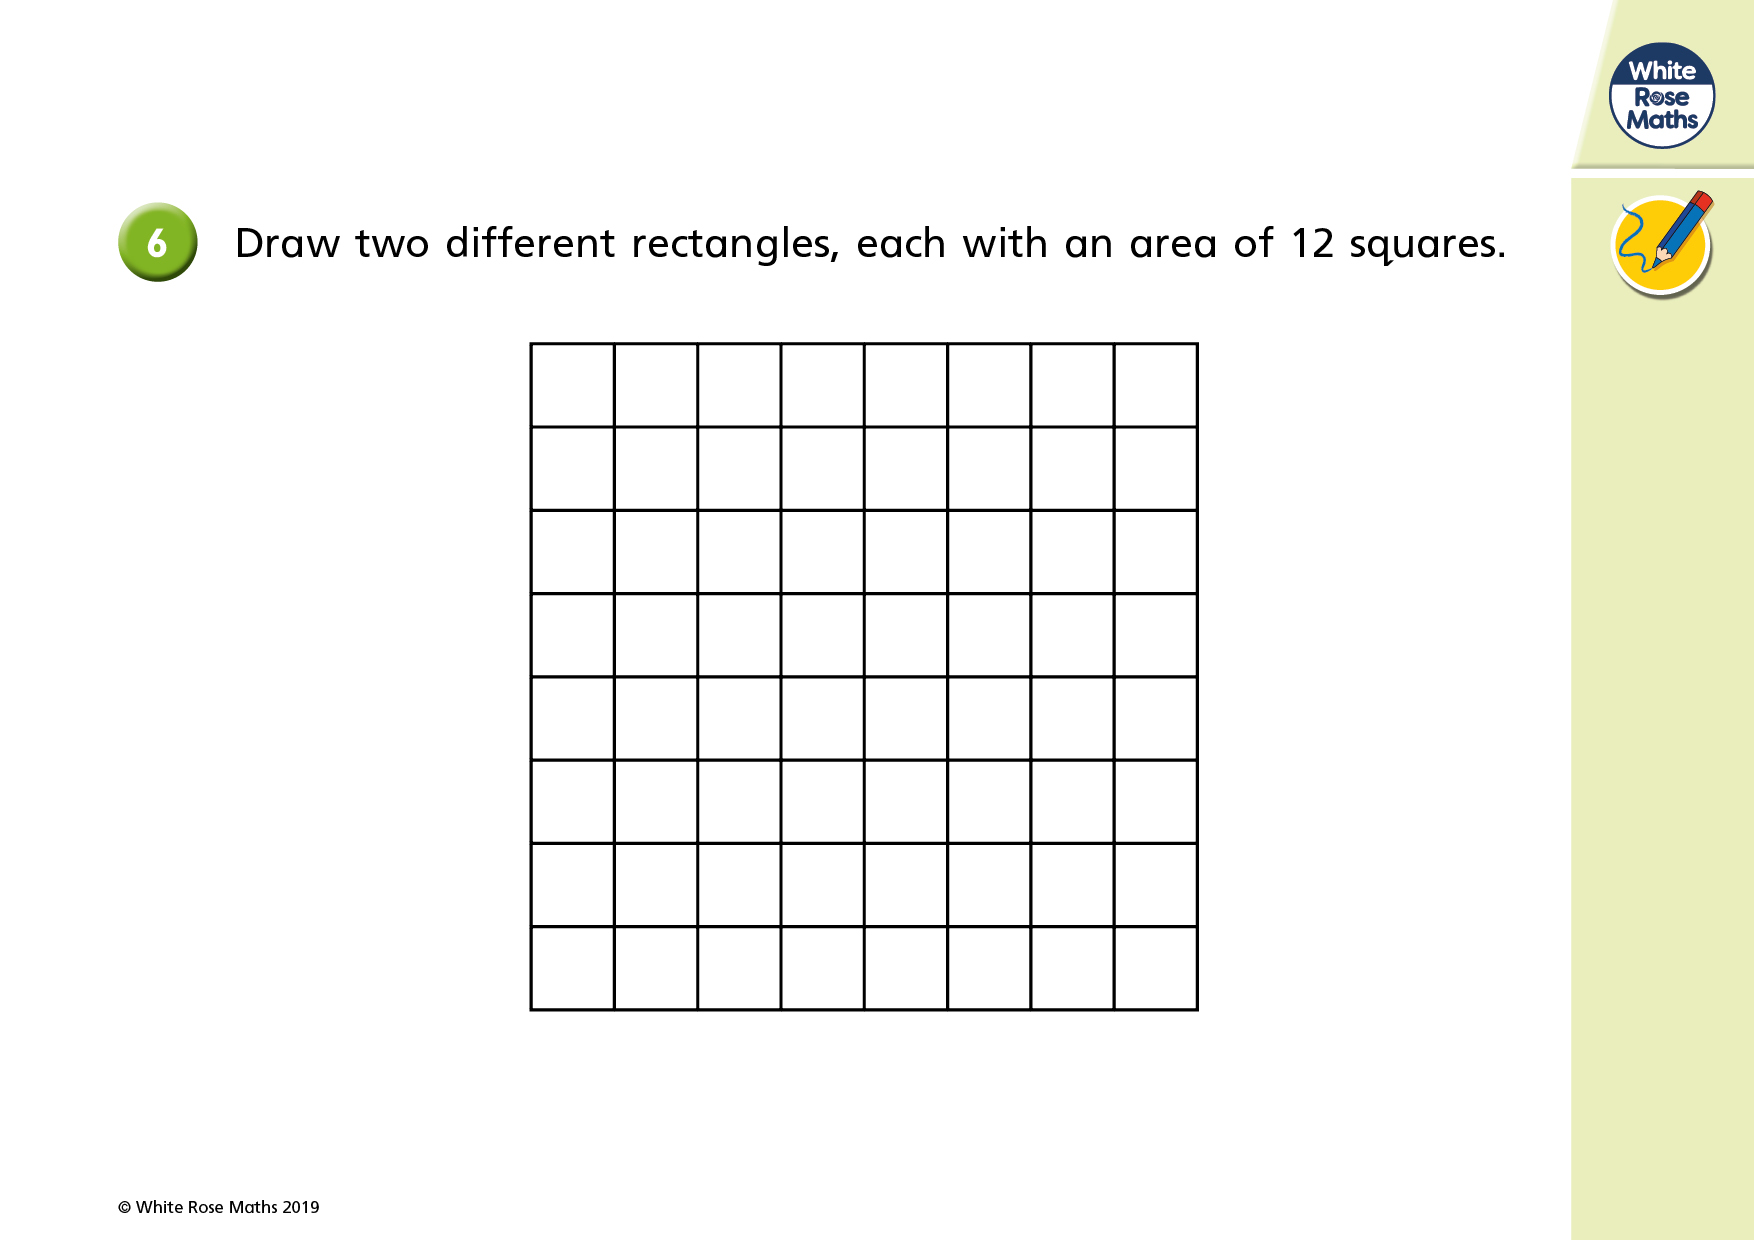 White
Rose
Maths
6 Draw two different rectangles, each with an area of 12 squares.
© White Rose Maths 2019